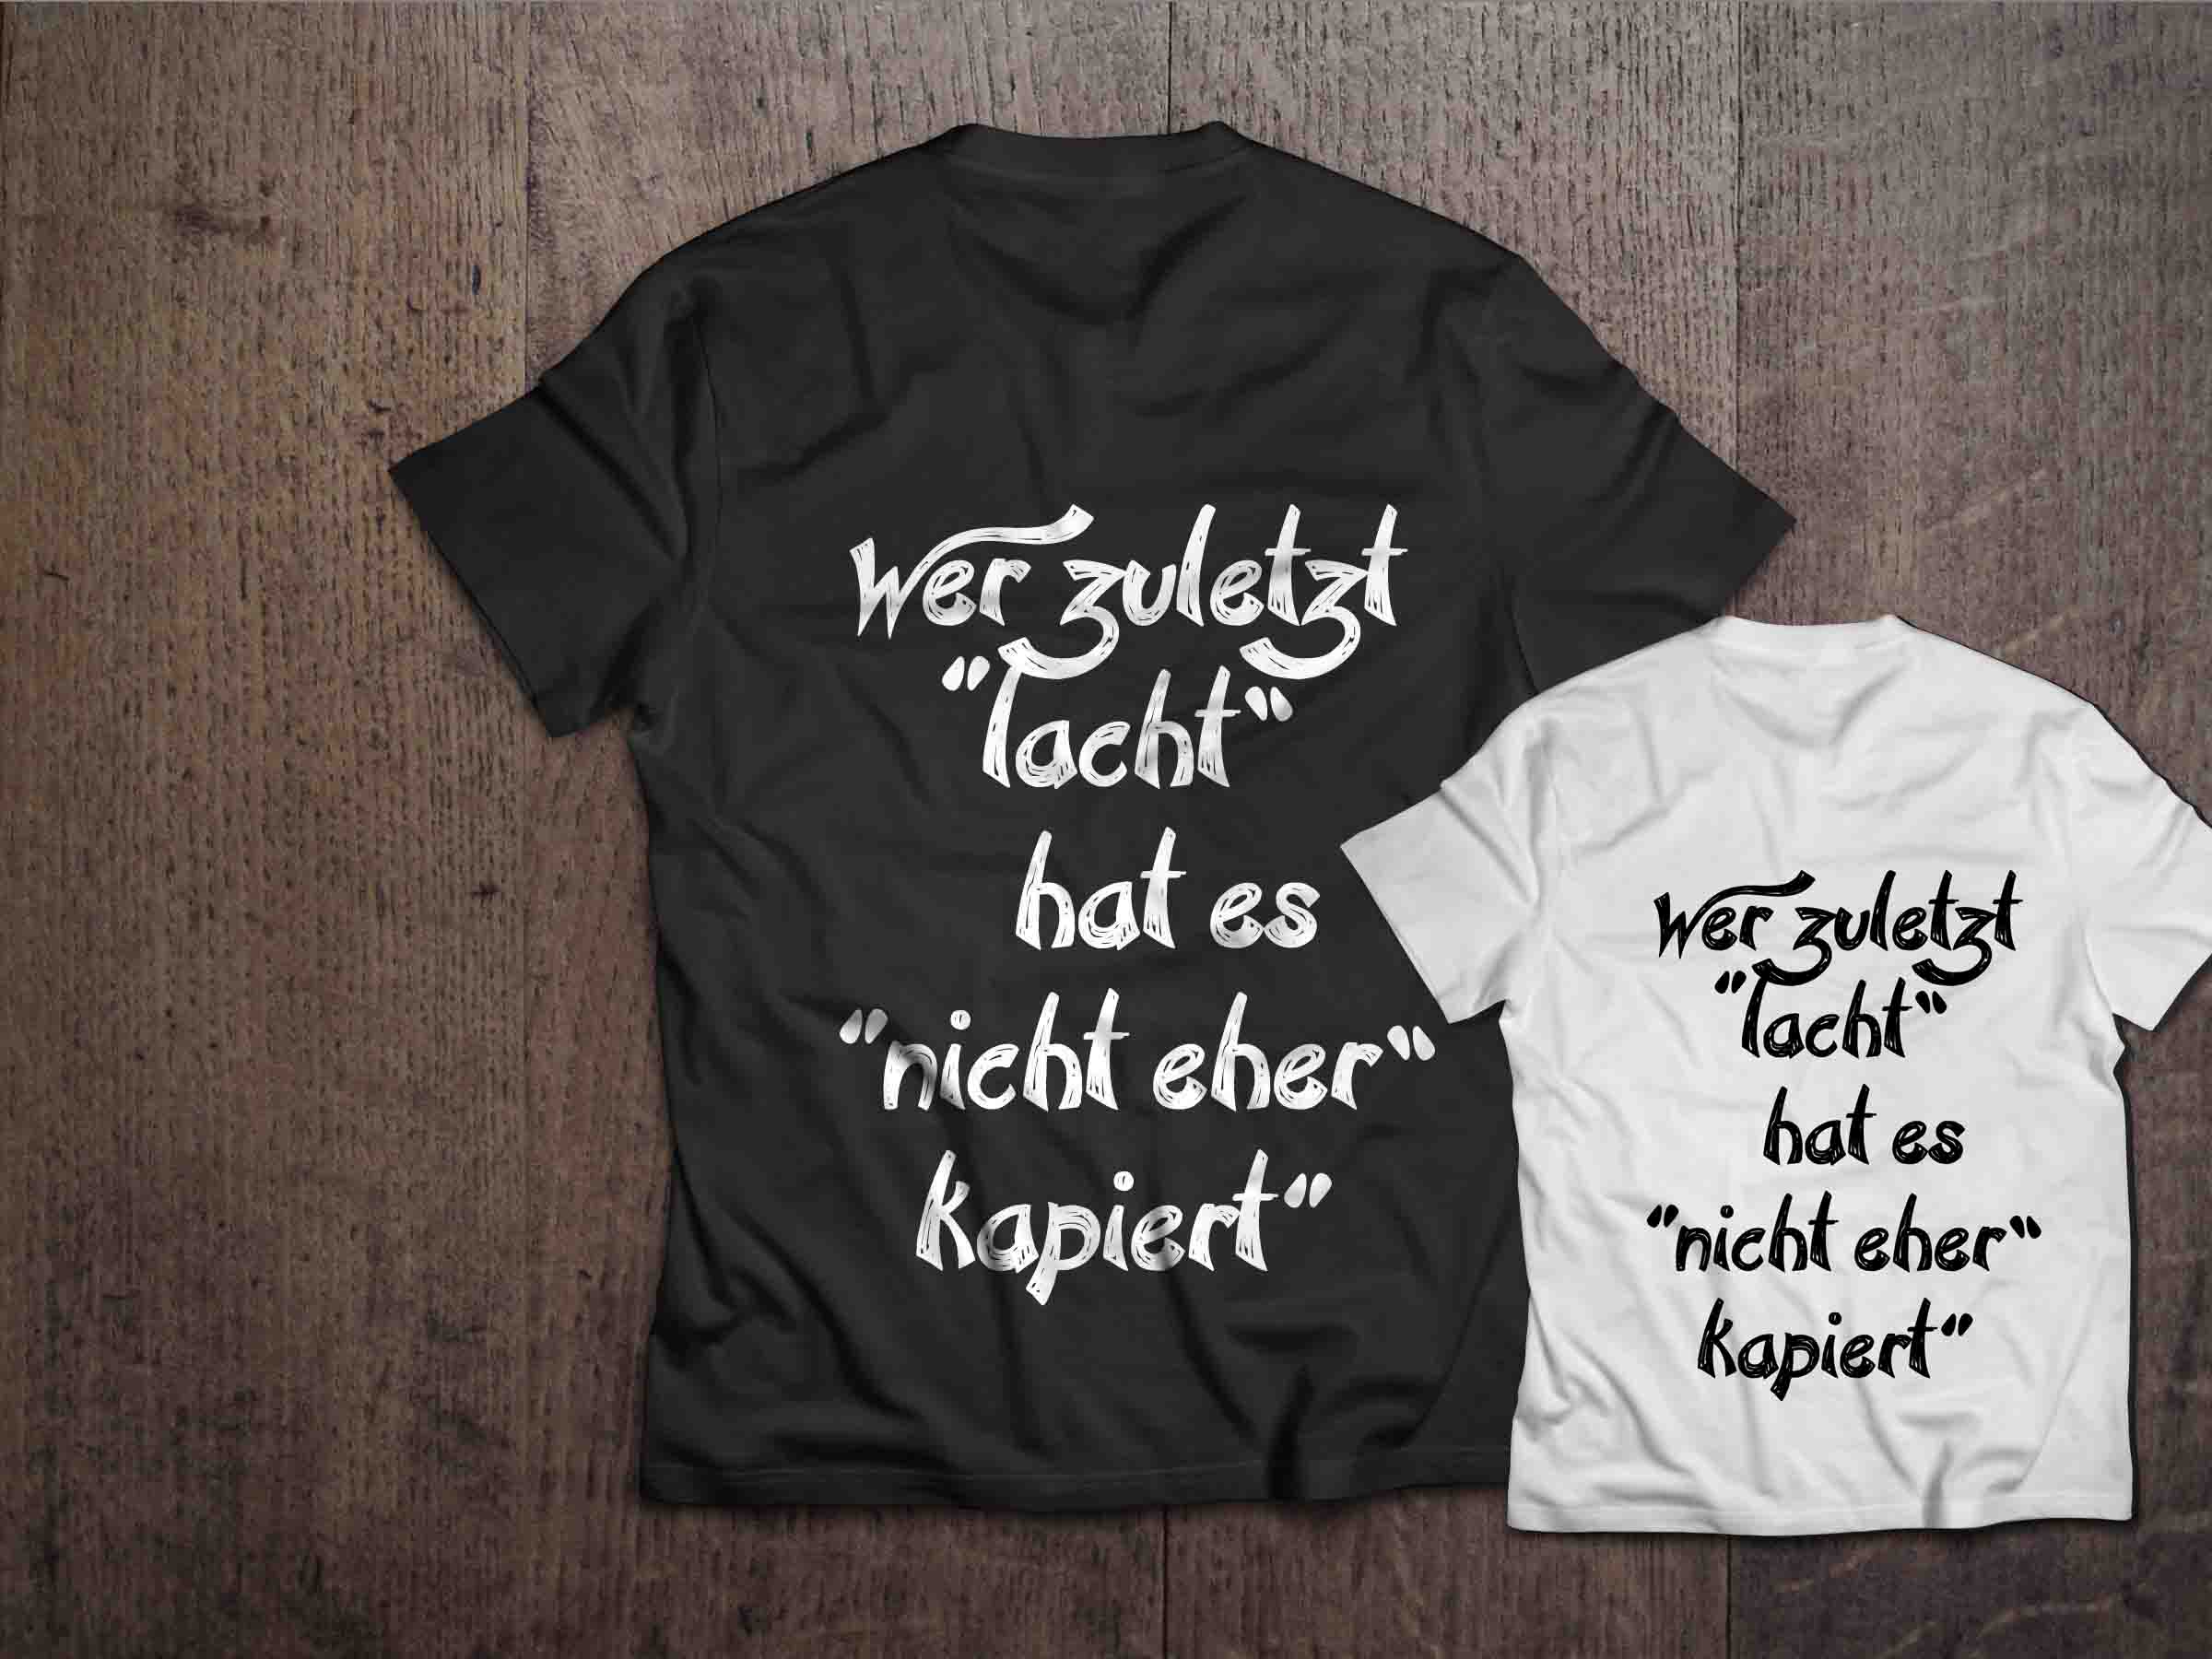 wer zuletzt
"lacht"
hat es
"nicht eher"
kapiert"
wer zuletzt
"lacht"
hat es
"nicht eher"
kapiert"